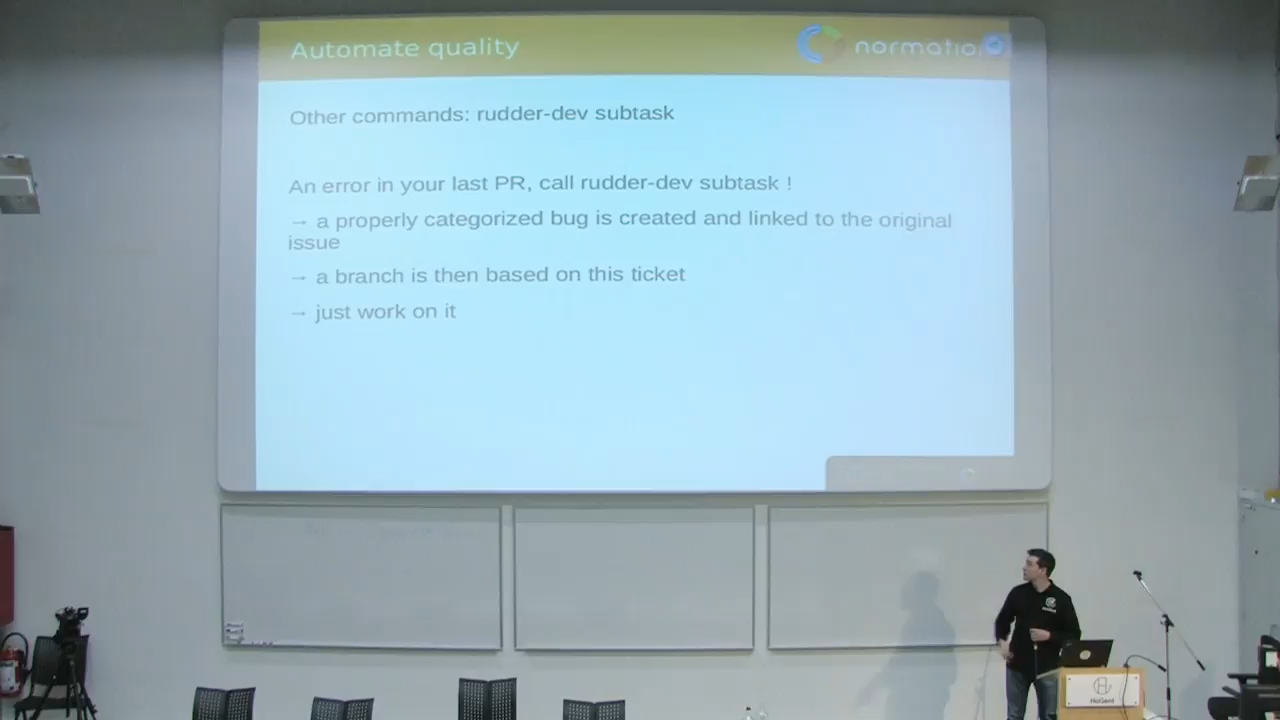 Automate quality
normation
Other commands: rudder-dev subtask
An error in your last PR, call rudder-dev subtask !
→ a properly categorized bug is created and linked to the original
issue
→ a branch is then based on this ticket
→ just work on it
HoGent